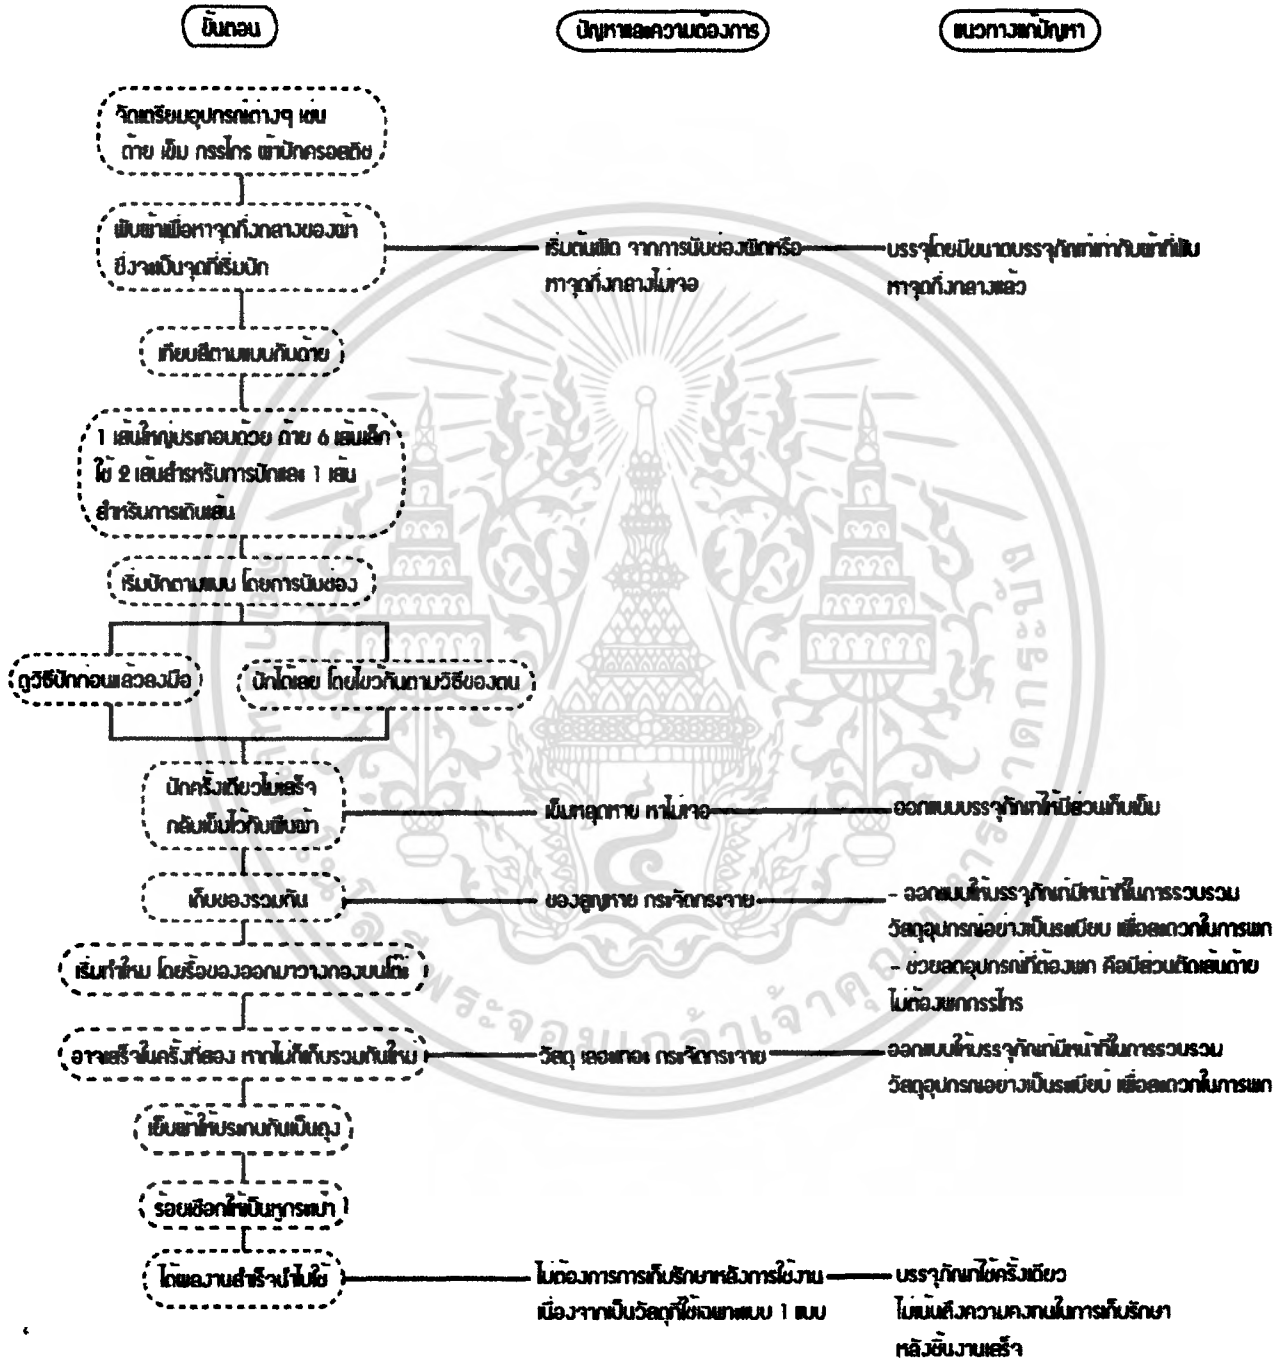 ขั้นตอน
ปัญหาและความต้องการ
แนวทางแก้ปัญหา
จัดเตรียมอุปกรณ์ต่างๆ เช่น
ด้าย เข็ม กรรไกร ผ้าปักครอสติช
พับผ้าเพื่อหาจุดกึ่งกลางของผ้า
ซึ่งจะเป็นจุดที่เริ่มปัก
เริ่มต้นผิด จากการนับช่องผิดหรือ
หาจุดกึ่งกลางไม่เจอ
บรรจุโดยมีขนาดบรรจุภัณฑ์เท่ากับผ้าที่พับ
หาจุดกึ่งกลางแล้ว
เทียบสีตามแบบกับด้าย
1 เส้นใหญ่ประกอบด้วย ด้าย 6 เส้นเล็ก
ใช้ 2 เส้นสำหรับการปักและ 1 เส้น
สำหรับการเดินเส้น
เริ่มปักตามแบบ โดยการนับช่อง
ดูวิธีปักก่อนแล้วลงมือ
ปักได้เลย โดยไขว้กันตามวิธีของตน
ปักครั้งเดียวไม่เสร็จ
กลัดเข็มไว้กับผืนผ้า
เข็มหลุดหาย หาไม่เจอ
ออกแบบบรรจุภัณฑ์ให้มีส่วนเก็บเข็ม
เก็บของรวมกัน
ของสูญหาย กระจัดกระจาย
- ออกแบบให้บรรจุภัณฑ์มีหน้าที่ในการรวบรวม
วัสดุอุปกรณ์อย่างเป็นระเบียบ เพื่อสะดวกในการพก
- ช่วยลดอุปกรณ์ที่ต้องพก คือมีส่วนตัดเส้นด้าย
ไม่ต้องพกกรรไกร
เริ่มทำใหม่ โดยรื้อของออกมาวางกองบนโต๊ะ
อาจเสร็จในครั้งที่สอง หากไม่ก็เก็บรวมกันใหม่
วัสดุ เลอะเทอะ กระจัดกระจาย
ออกแบบให้บรรจุภัณฑ์มีหน้าที่ในการรวบรวม
วัสดุอุปกรณ์อย่างเป็นระเบียบ เพื่อสะดวกในการพก
เย็บผ้าให้ประกบกันเป็นถุง
ร้อยเชือกให้เป็นหูกระเป๋า
ได้ผลงานสำเร็จนำไปใช้
ไม่ต้องการการเก็บรักษาหลังการใช้งาน
เนื่องจากเป็นวัสดุที่ใช้เฉพาะแบบ 1 แบบ
บรรจุภัณฑ์ใช้ครั้งเดียว
ไม่เน้นถึงความคงทนในการเก็บรักษา
หลังชิ้นงานเสร็จ